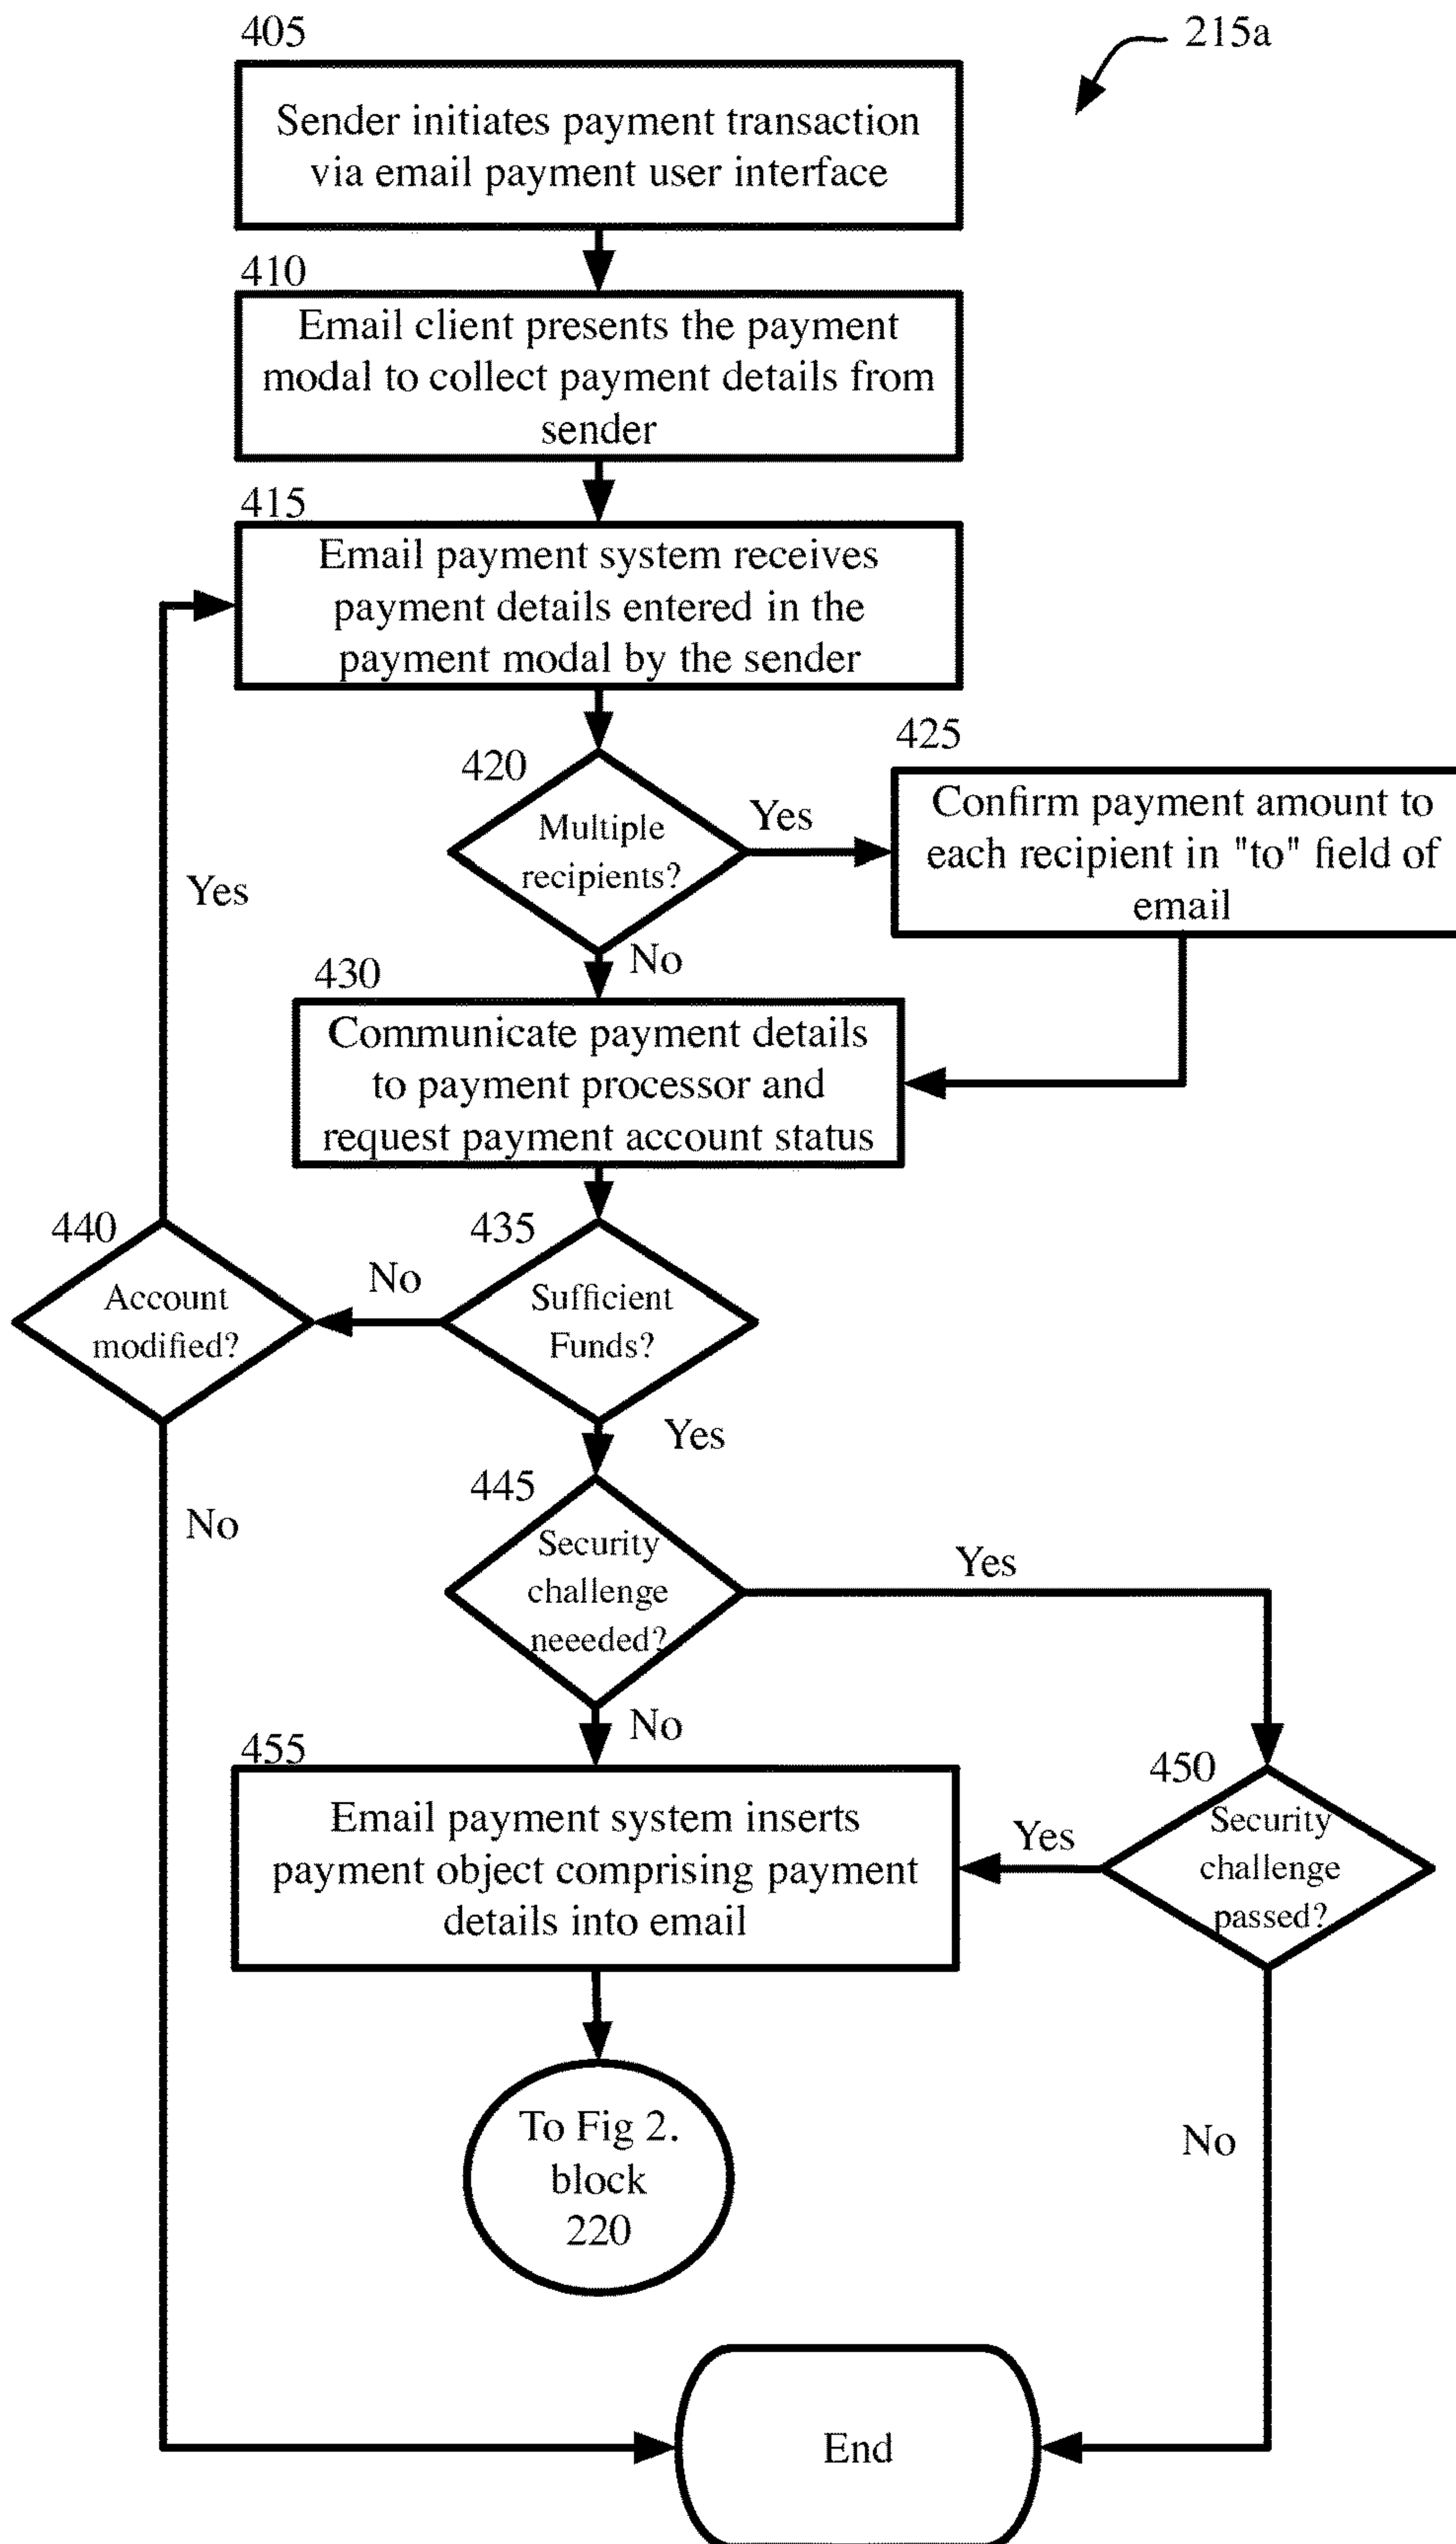 405
215a
Sender initiates payment transaction
via email payment user interface
410
Email client presents the payment
modal to collect payment details from
sender
415
Email payment system receives
payment details entered in the
payment modal by the sender
420
Multiple
recipients?
Yes
425
Confirm payment amount to
each recipient in "to" field of
email
Yes
No
430
Communicate payment details
to payment processor and
request payment account status
440
Account
modified?
No
435
Sufficient
Funds?
Yes
No
445
Security
challenge
neeeded?
Yes
No
455
Email payment system inserts
payment object comprising payment
details into email
Yes
450
Security
challenge
passed?
To Fig 2.
block
220
No
End